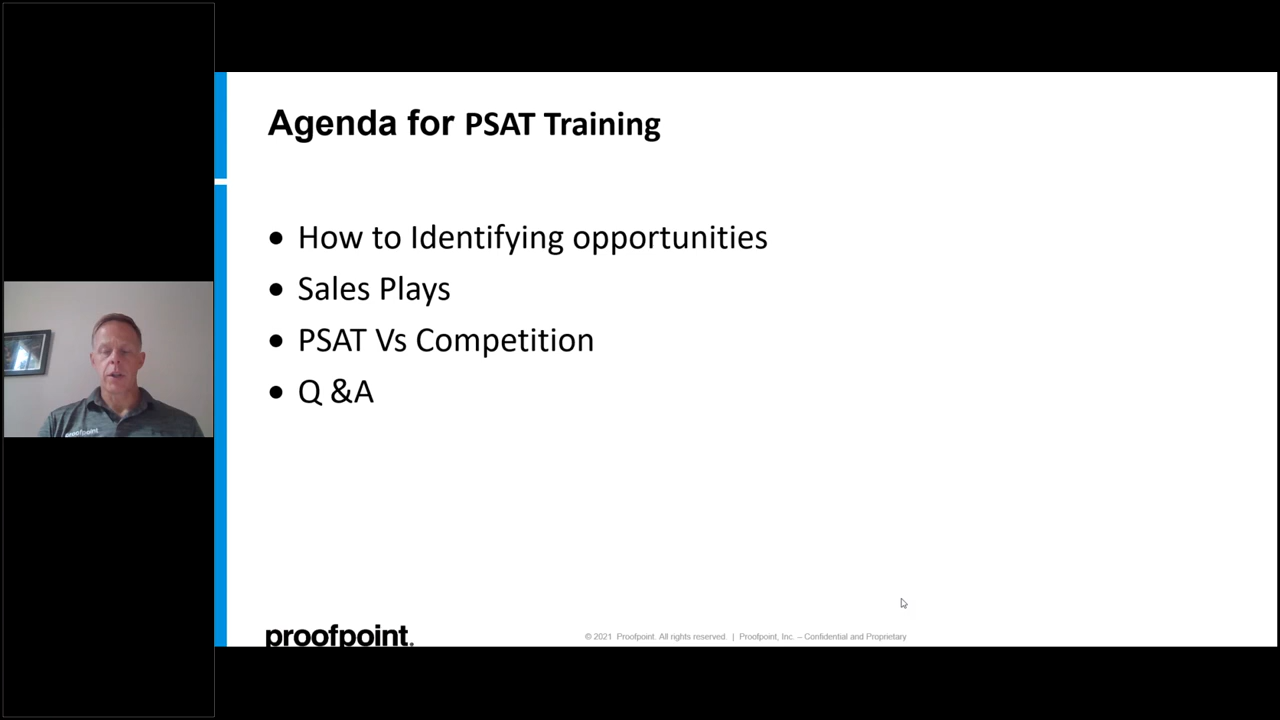 Agenda for PSAT Training
• How to Identifying opportunities
• Sales Plays
• PSAT Vs Competition
• Q &A
proofpoint
proofpoint.
© 2021 Proofpoint. All rights reserved. | Proofpoint, Inc. – Confidential and Proprietary